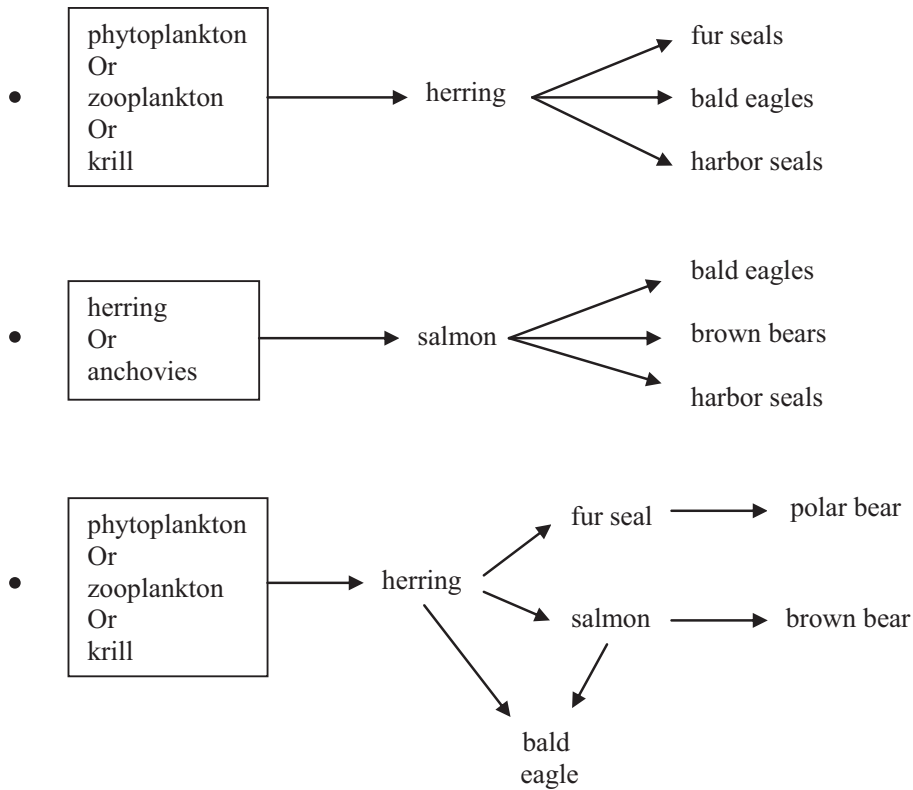 phytoplankton
Or
zooplankton
Or
krill
herring
fur seals
bald eagles
harbor seals
herring
Or
anchovies
salmon
bald eagles
brown bears
harbor seals
phytoplankton
Or
zooplankton
Or
krill
herring
fur seal
polar bear
salmon
brown bear
bald
eagle